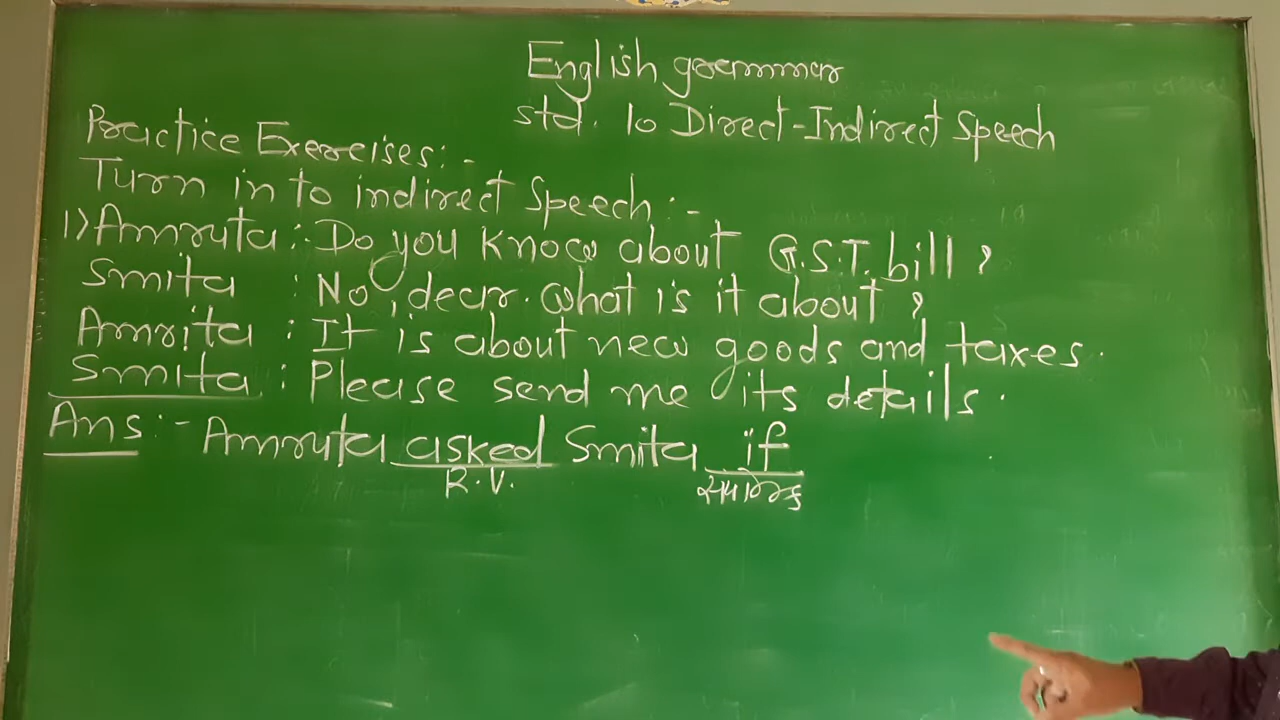 English grammar
Std. 10 Direct-Indirect Speech
Practice Exercises:-
Turn in to indirect Speech:-
1) Amruta: Do you know about G.S.T. bill?
Smita : No, dear. What is it about?
Amrita : It is about new goods and taxes.
Smita : Please send me its details.
Ans:- Amruta asked Smita if
R.V.